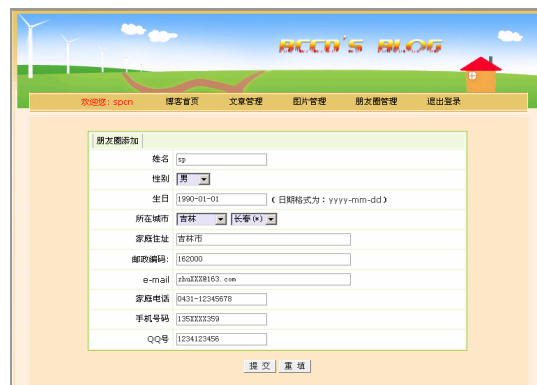 BCCD'S BLOG
欢迎您: spcn 博客首页 文章管理 图片管理 朋友圈管理 退出登录
朋友圈添加
姓名 sp
性别 男
生日 1990-01-01 (日期格式为：yyyy-mm-dd)
所在城市 吉林 长春(*)
家庭住址 吉林市
邮政编码: 162000
e-mail zhuXXX@163.com
家庭电话 0431-12345678
手机号码 135XXXX359
QQ号 1234123456
提 交 重 填